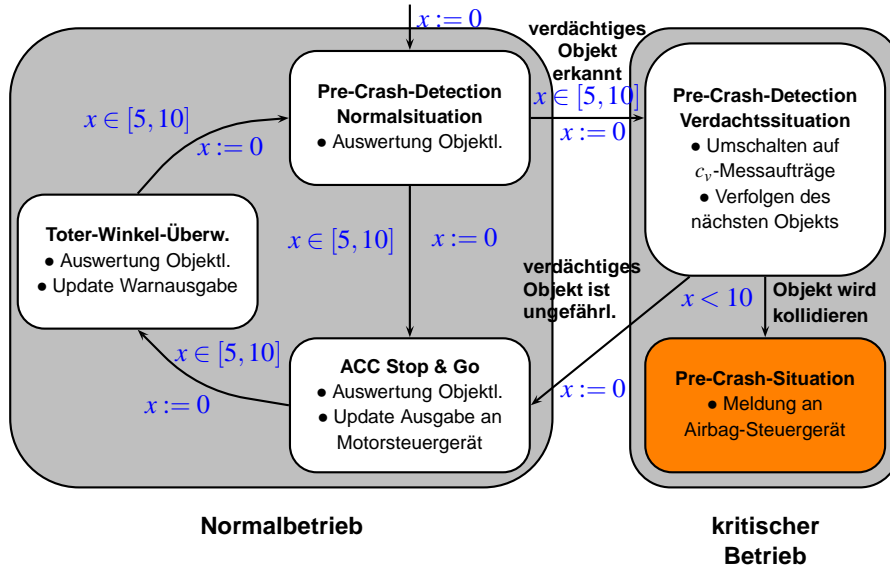 x := 0
verdächtiges
Objekt
erkannt
x ∈ [5, 10]
x := 0
Pre-Crash-Detection
Normalsituation
● Auswertung Objektl.
Pre-Crash-Detection
Verdachtssituation
● Umschalten auf
c_v-Messaufträge
● Verfolgen des
nächsten Objekts
x ∈ [5, 10]
x := 0
Toter-Winkel-Überw.
● Auswertung Objektl.
● Update Warnausgabe
x ∈ [5, 10]
x := 0
verdächtiges
Objekt ist
ungefährl.
x < 10
Objekt wird
kollidieren
x ∈ [5, 10]
x := 0
ACC Stop & Go
● Auswertung Objektl.
● Update Ausgabe an
Motorsteuergerät
x := 0
Pre-Crash-Situation
● Meldung an
Airbag-Steuergerät
Normalbetrieb
kritischer
Betrieb